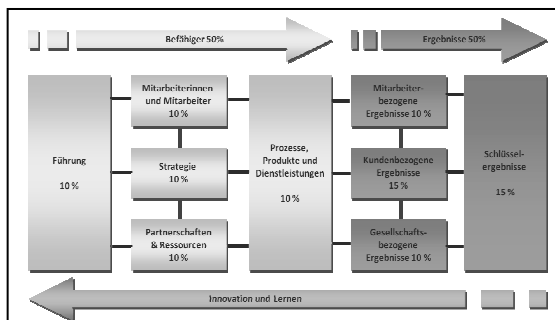 Befähiger 50%
Ergebnisse 50%
Führung
10 %
Mitarbeiterinnen
und Mitarbeiter
10 %
Strategie
10 %
Partnerschaften
& Ressourcen
10 %
Prozesse,
Produkte und
Dienstleistungen
10 %
Mitarbeiter-
bezogene
Ergebnisse 10 %
Kundenbezogene
Ergebnisse
15 %
Gesellschafts-
bezogene
Ergebnisse 10 %
Schlüssel-
ergebnisse
15 %
Innovation und Lernen